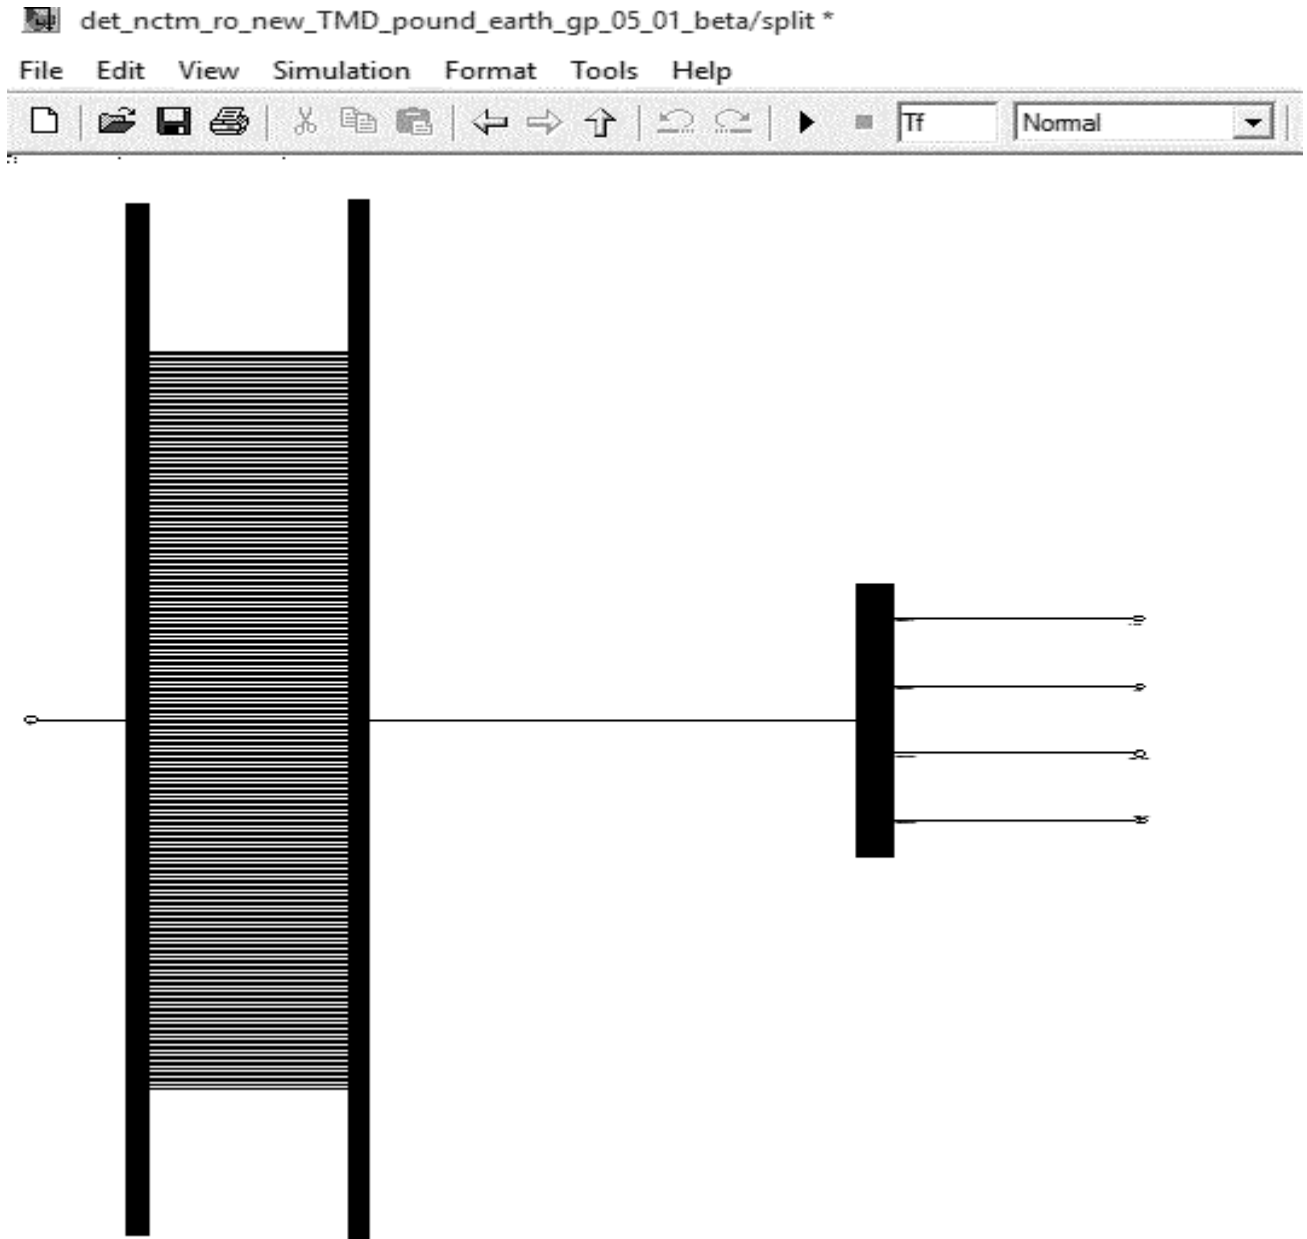 det_nctm_ro_new_TMD_pound_earth_gp_05_01_beta/split *
File Edit View Simulation Format Tools Help
Tf Normal